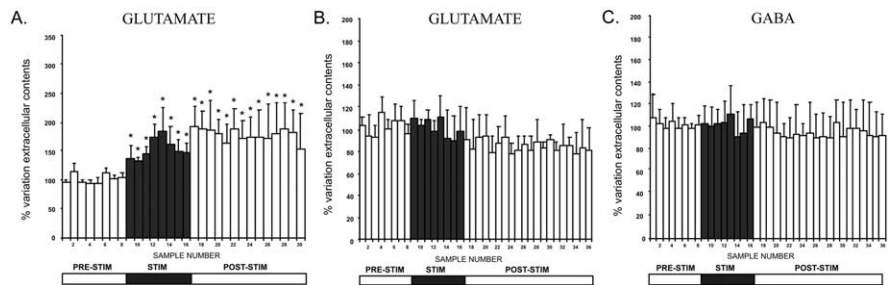 A. GLUTAMATE
% variation extracellular contents
350
300
250
200
150
100
50
0
2 4 6 8 10 12 14 16 18 20 22 24 26 28 30
SAMPLE NUMBER
PRE-STIM STIM POST-STIM
B. GLUTAMATE
% variation extracellular contents
200
180
160
140
120
100
80
60
40
20
0
2 4 6 8 10 12 14 16 18 20 22 24 26 28 30 32 34 36
SAMPLE NUMBER
PRE-STIM STIM POST-STIM
C. GABA
% variation extracellular contents
200
180
160
140
120
100
80
60
40
20
0
2 4 6 8 10 12 14 16 18 20 22 24 26 28 30 32 34 36
SAMPLE NUMBER
PRE-STIM STIM POST-STIM